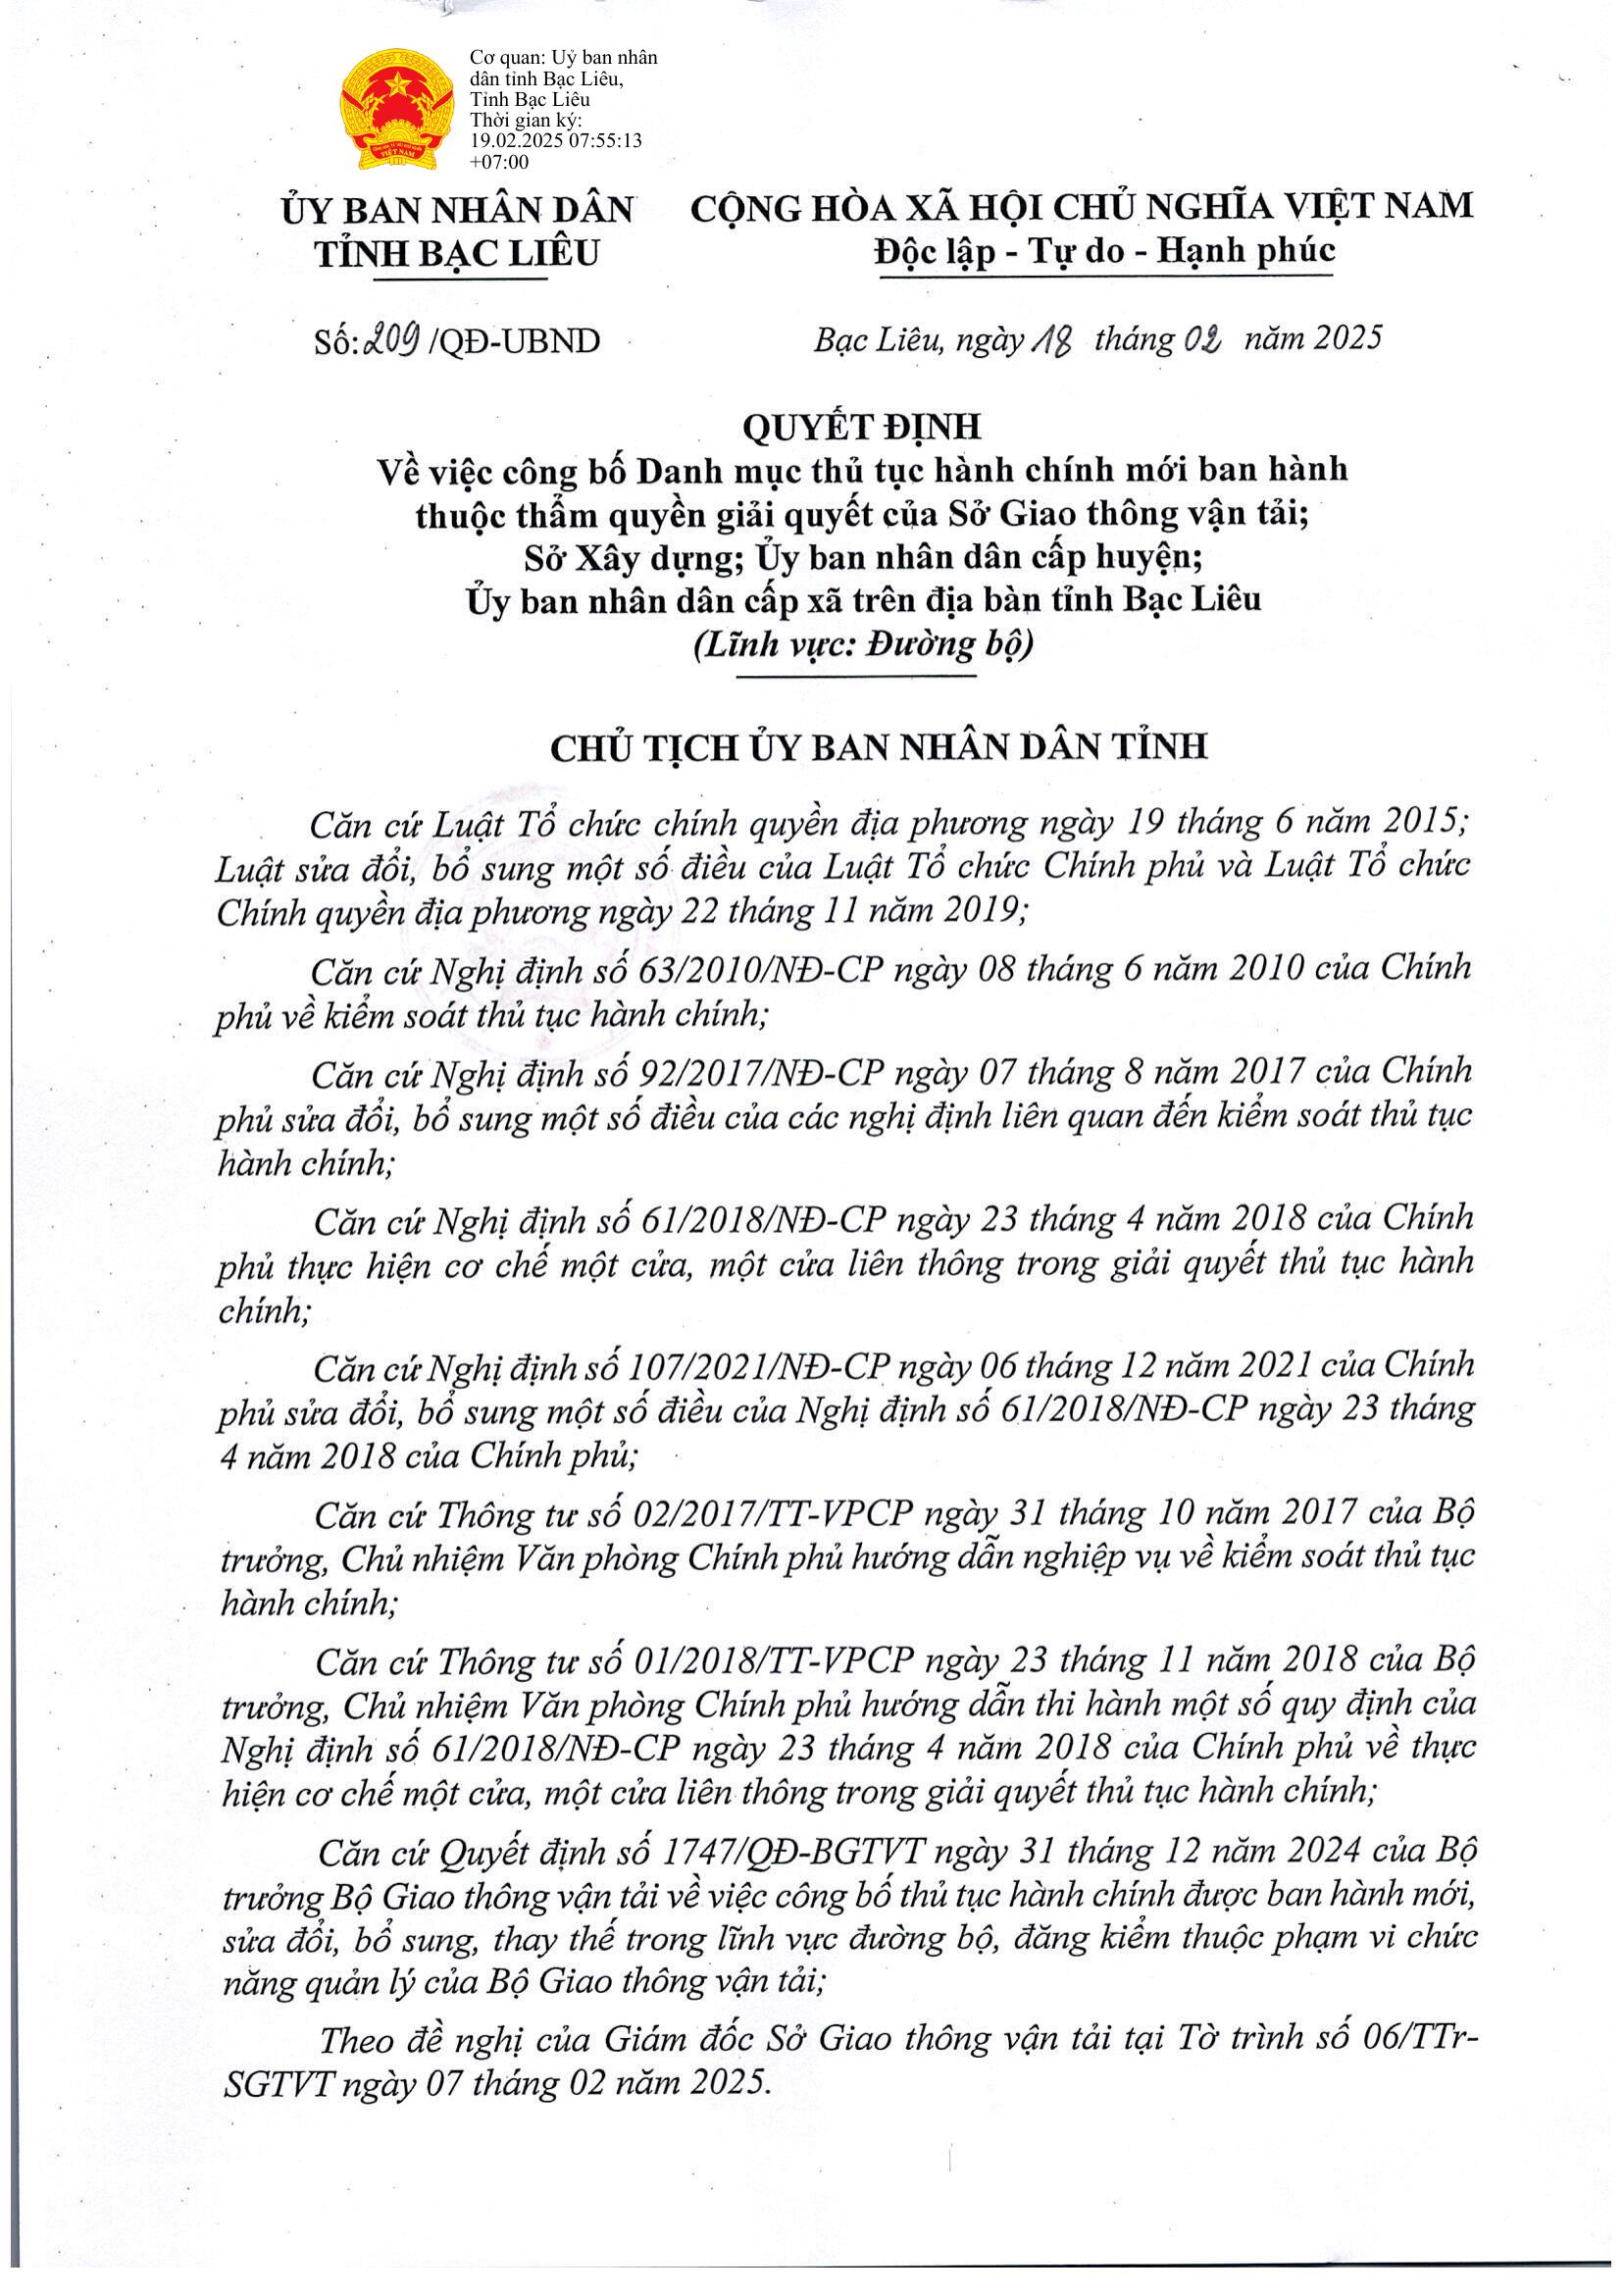 Cơ quan: Uỷ ban nhân
dân tỉnh Bạc Liêu,
Tỉnh Bạc Liêu
Thời gian ký:
19.02.2025 07:55:13
+07:00
VIỆT NAM
ỦY BAN NHÂN DÂN
TỈNH BẠC LIÊU
CỘNG HÒA XÃ HỘI CHỦ NGHĨA VIỆT NAM
Độc lập - Tự do - Hạnh phúc
Số: 209 /QĐ-UBND
Bạc Liêu, ngày 18 tháng 02 năm 2025
QUYẾT ĐỊNH
Về việc công bố Danh mục thủ tục hành chính mới ban hành
thuộc thẩm quyền giải quyết của Sở Giao thông vận tải;
Sở Xây dựng; Ủy ban nhân dân cấp huyện;
Ủy ban nhân dân cấp xã trên địa bàn tỉnh Bạc Liêu
(Lĩnh vực: Đường bộ)
CHỦ TỊCH ỦY BAN NHÂN DÂN TỈNH
Căn cứ Luật Tổ chức chính quyền địa phương ngày 19 tháng 6 năm 2015;
Luật sửa đổi, bổ sung một số điều của Luật Tổ chức Chính phủ và Luật Tổ chức
Chính quyền địa phương ngày 22 tháng 11 năm 2019;
Căn cứ Nghị định số 63/2010/NĐ-CP ngày 08 tháng 6 năm 2010 của Chính
phủ về kiểm soát thủ tục hành chính;
Căn cứ Nghị định số 92/2017/NĐ-CP ngày 07 tháng 8 năm 2017 của Chính
phủ sửa đổi, bổ sung một số điều của các nghị định liên quan đến kiểm soát thủ tục
hành chính;
Căn cứ Nghị định số 61/2018/NĐ-CP ngày 23 tháng 4 năm 2018 của Chính
phủ thực hiện cơ chế một cửa, một cửa liên thông trong giải quyết thủ tục hành
chính;
Căn cứ Nghị định số 107/2021/NĐ-CP ngày 06 tháng 12 năm 2021 của Chính
phủ sửa đổi, bổ sung một số điều của Nghị định số 61/2018/NĐ-CP ngày 23 tháng
4 năm 2018 của Chính phủ;
Căn cứ Thông tư số 02/2017/TT-VPCP ngày 31 tháng 10 năm 2017 của Bộ
trưởng, Chủ nhiệm Văn phòng Chính phủ hướng dẫn nghiệp vụ về kiểm soát thủ tục
hành chính;
Căn cứ Thông tư số 01/2018/TT-VPCP ngày 23 tháng 11 năm 2018 của Bộ
trưởng, Chủ nhiệm Văn phòng Chính phủ hướng dẫn thi hành một số quy định của
Nghị định số 61/2018/NĐ-CP ngày 23 tháng 4 năm 2018 của Chính phủ về thực
hiện cơ chế một cửa, một cửa liên thông trong giải quyết thủ tục hành chính;
Căn cứ Quyết định số 1747/QĐ-BGTVT ngày 31 tháng 12 năm 2024 của Bộ
trưởng Bộ Giao thông vận tải về việc công bố thủ tục hành chính được ban hành mới,
sửa đổi, bổ sung, thay thế trong lĩnh vực đường bộ, đăng kiểm thuộc phạm vi chức
năng quản lý của Bộ Giao thông vận tải;
Theo đề nghị của Giám đốc Sở Giao thông vận tải tại Tờ trình số 06/TTr-
SGTVT ngày 07 tháng 02 năm 2025.